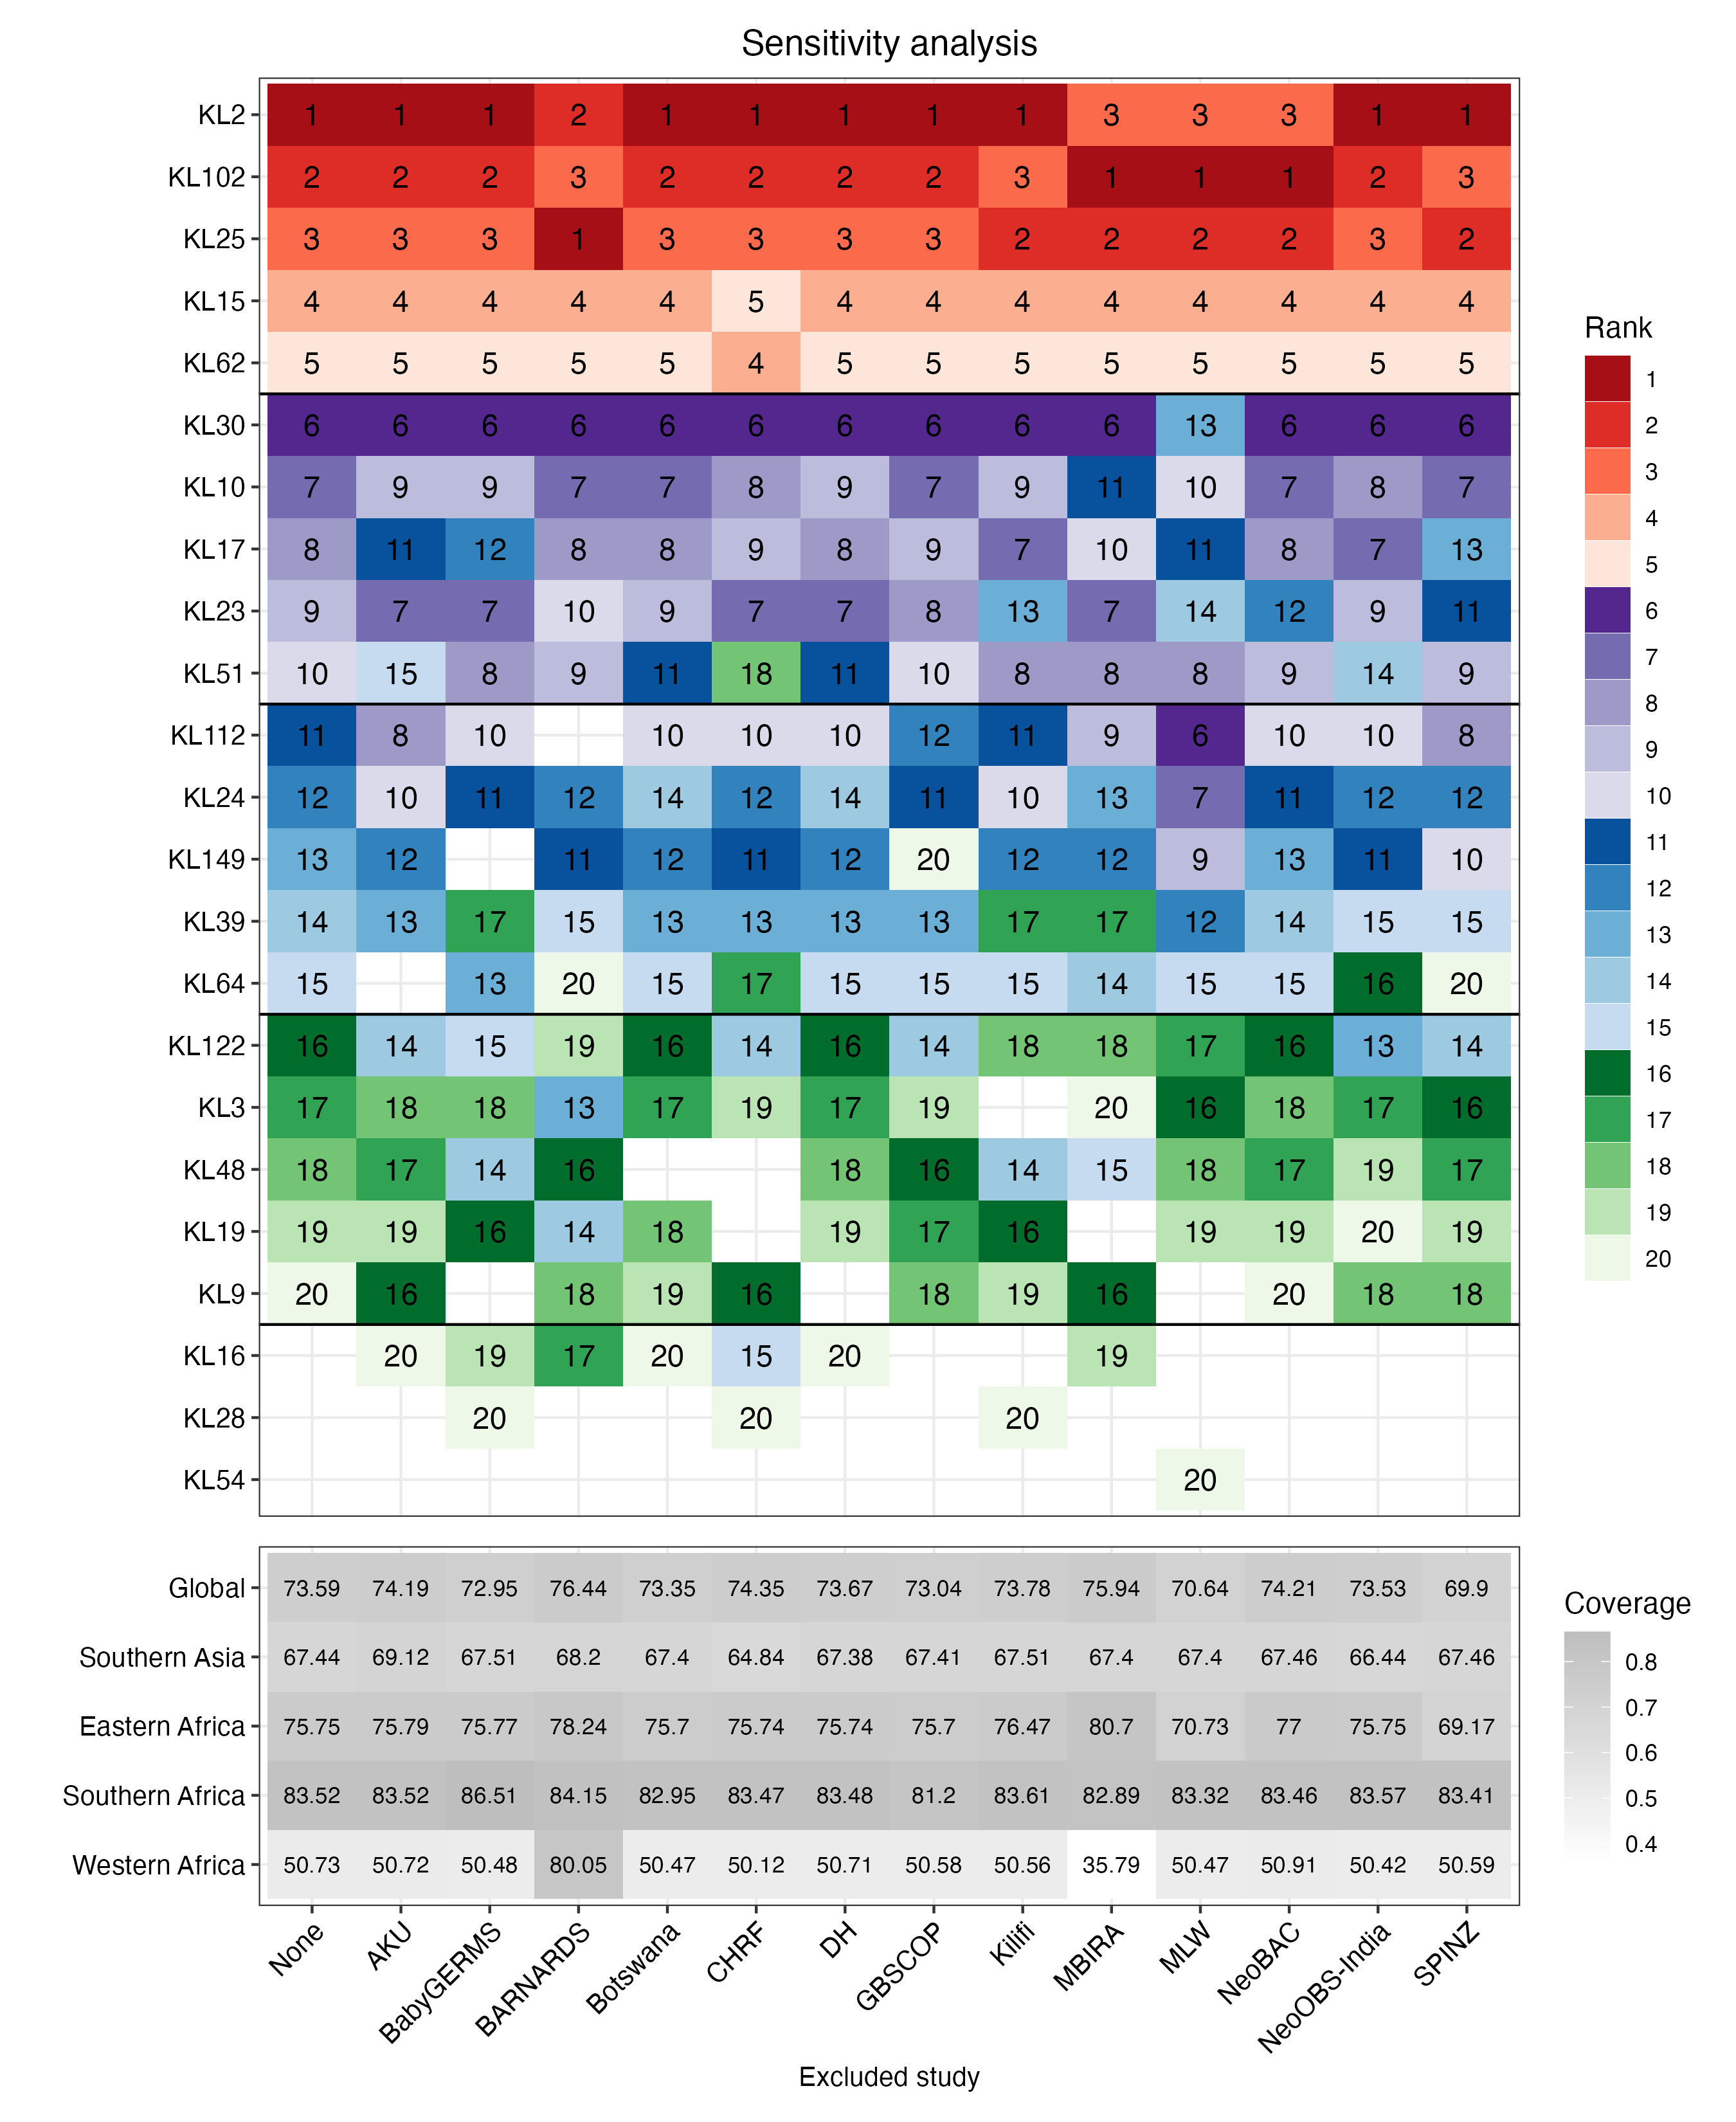 Sensitivity analysis
KL2 1 1 1 2 1 1 1 1 1 3 3 3 1 1
KL102 2 2 2 3 2 2 2 2 3 1 1 1 2 3
KL25 3 3 3 1 3 3 3 3 2 2 2 2 3 2
KL15 4 4 4 4 4 5 4 4 4 4 4 4 4 4
KL62 5 5 5 5 5 4 5 5 5 5 5 5 5 5
KL30 6 6 6 6 6 6 6 6 6 6 13 6 6 6
KL10 7 9 9 7 7 8 9 7 9 11 10 7 8 7
KL17 8 11 12 8 8 9 8 9 7 10 11 8 7 13
KL23 9 7 7 10 9 7 7 8 13 7 14 12 9 11
KL51 10 15 8 9 11 18 11 10 8 8 8 9 14 9
KL112 11 8 10 10 10 10 12 11 9 6 10 10 8
KL24 12 10 11 12 14 12 14 11 10 13 7 11 12 12
KL149 13 12 11 12 11 12 20 12 12 9 13 11 10
KL39 14 13 17 15 13 13 13 13 17 17 12 14 15 15
KL64 15 13 20 15 17 15 15 15 14 15 15 16 20
KL122 16 14 15 19 16 14 16 14 18 18 17 16 13 14
KL3 17 18 18 13 17 19 17 19 20 16 18 17 16
KL48 18 17 14 16 18 16 14 15 18 17 19 17
KL19 19 19 16 14 18 19 17 16 19 19 20 19
KL9 20 16 18 19 16 18 19 16 20 18 18
KL16 20 19 17 20 15 20 19
KL28 20 20 20
KL54 20
Rank
1
2
3
4
5
6
7
8
9
10
11
12
13
14
15
16
17
18
19
20
Global 73.59 74.19 72.95 76.44 73.35 74.35 73.67 73.04 73.78 75.94 70.64 74.21 73.53 69.9
Southern Asia 67.44 69.12 67.51 68.2 67.4 64.84 67.38 67.41 67.51 67.4 67.4 67.46 66.44 67.46
Eastern Africa 75.75 75.79 75.77 78.24 75.7 75.74 75.74 75.7 76.47 80.7 70.73 77 75.75 69.17
Southern Africa 83.52 83.52 86.51 84.15 82.95 83.47 83.48 81.2 83.61 82.89 83.32 83.46 83.57 83.41
Western Africa 50.73 50.72 50.48 80.05 50.47 50.12 50.71 50.58 50.56 35.79 50.47 50.91 50.42 50.59
Coverage
0.8
0.7
0.6
0.5
0.4
None AKU BabyGERMS BARNARDS Botswana CHRF DH GBSCOP Kilifi MBIRA MLW NeoBAC NeoOBS-India SPINZ
Excluded study